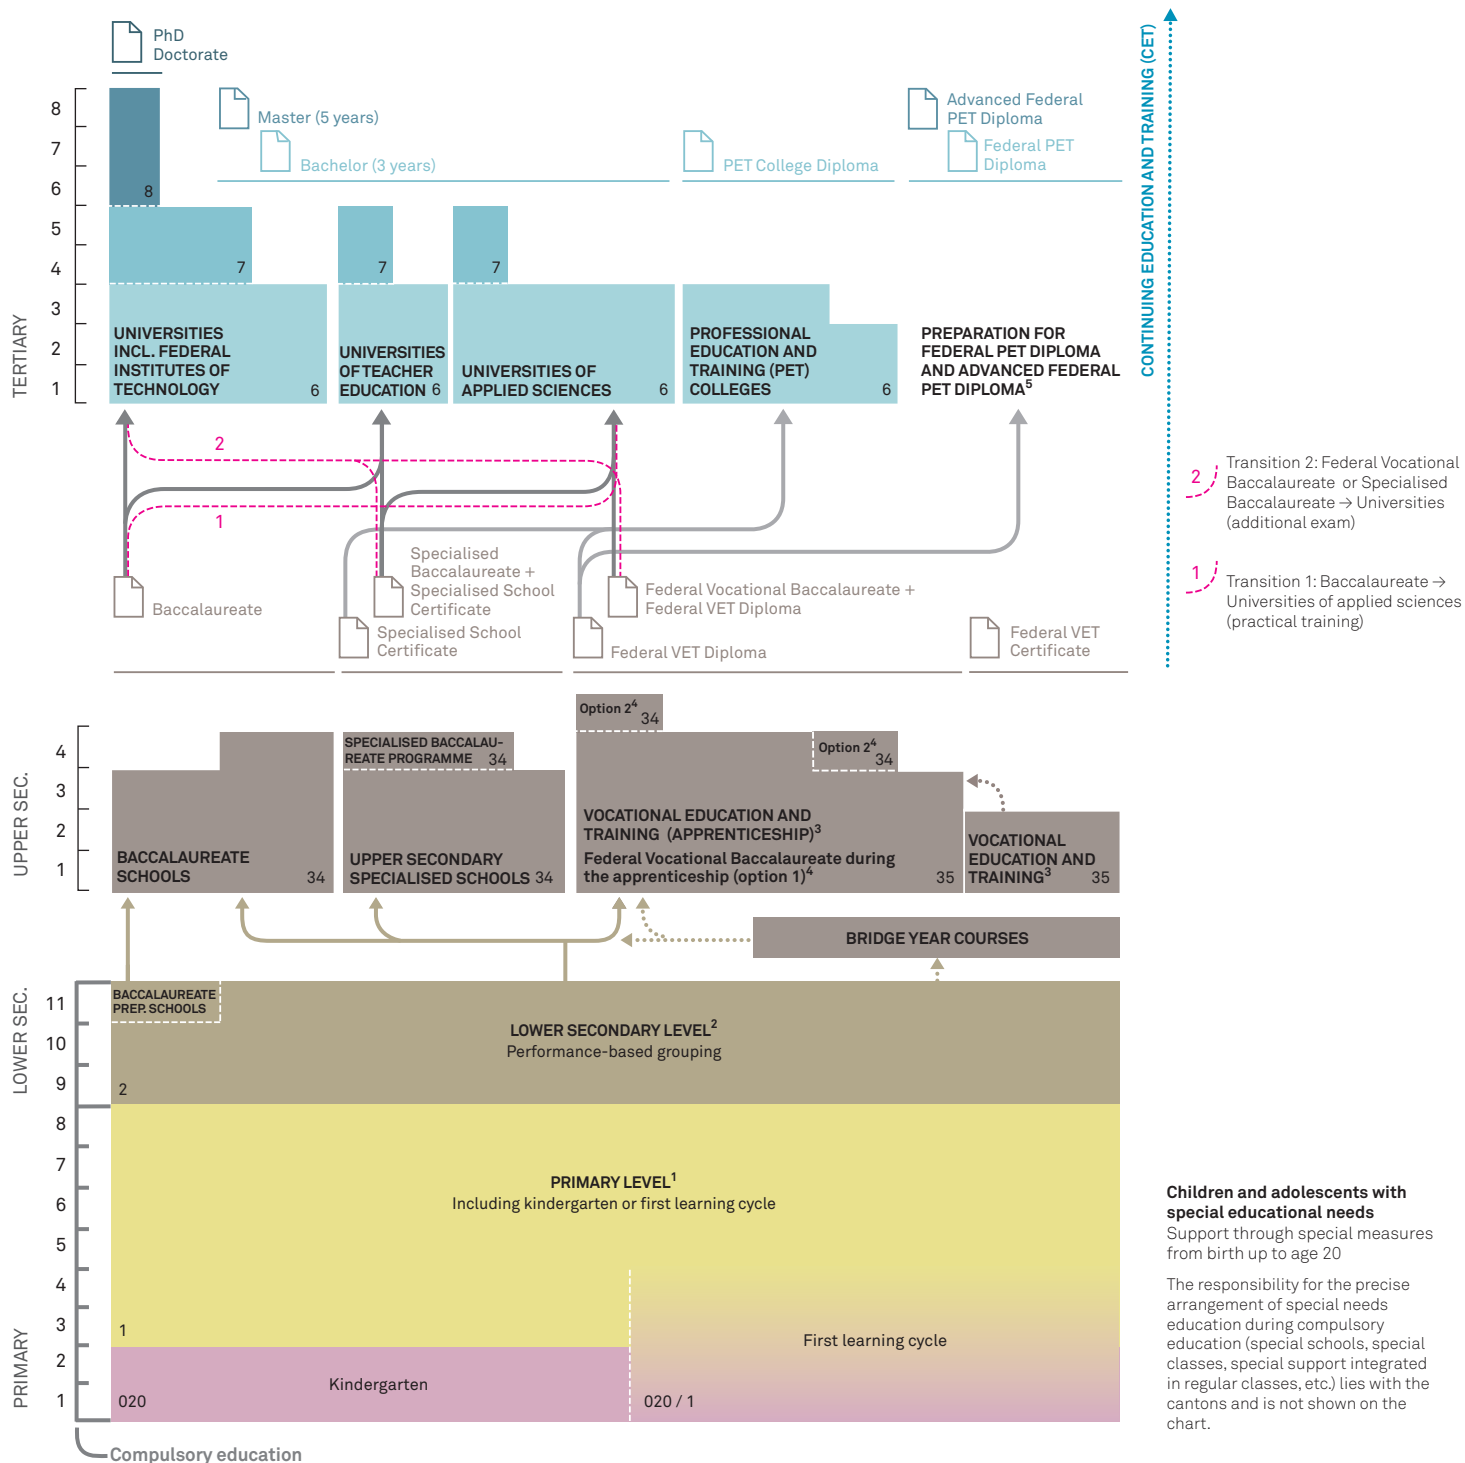 PhD
Doctorate
8
7
6
5
4
3
2
1
TERTIARY
Master (5 years)
Bachelor (3 years)
PET College Diploma
Advanced Federal
PET Diploma
Federal PET
Diploma
CONTINUING EDUCATION AND TRAINING (CET)
8
7
7
7
UNIVERSITIES
INCL. FEDERAL
INSTITUTES OF
TECHNOLOGY
6
UNIVERSITIES
OF TEACHER
EDUCATION 6
UNIVERSITIES OF
APPLIED SCIENCES
6
PROFESSIONAL
EDUCATION AND
TRAINING (PET)
COLLEGES
6
PREPARATION FOR
FEDERAL PET DIPLOMA
AND ADVANCED FEDERAL
PET DIPLOMA5
2
1
2
Transition 2: Federal Vocational
Baccalaureate or Specialised
Baccalaureate → Universities
(additional exam)
1
Transition 1: Baccalaureate →
Universities of applied sciences
(practical training)
Baccalaureate
Specialised
Baccalaureate +
Specialised School
Certificate
Specialised School
Certificate
Federal Vocational Baccalaureate +
Federal VET Diploma
Federal VET Diploma
Federal VET
Certificate
UPPER SEC.
4
3
2
1
BACCALAUREATE
SCHOOLS
34
SPECIALISED BACCALAU-
REATE PROGRAMME 34
UPPER SECONDARY
SPECIALISED SCHOOLS 34
Option 24
34
Option 24
34
VOCATIONAL EDUCATION AND
TRAINING (APPRENTICESHIP)3
Federal Vocational Baccalaureate during
the apprenticeship (option 1)4
35
VOCATIONAL
EDUCATION AND
TRAINING3
35
BRIDGE YEAR COURSES
LOWER SEC.
11
10
9
BACCALAUREATE
PREP. SCHOOLS
LOWER SECONDARY LEVEL2
Performance-based grouping
2
PRIMARY
8
7
6
5
4
3
2
1
PRIMARY LEVEL1
Including kindergarten or first learning cycle
1
First learning cycle
Kindergarten
020
020 / 1
Compulsory education
Children and adolescents with
special educational needs
Support through special measures
from birth up to age 20
The responsibility for the precise
arrangement of special needs
education during compulsory
education (special schools, special
classes, special support integrated
in regular classes, etc.) lies with the
cantons and is not shown on the
chart.